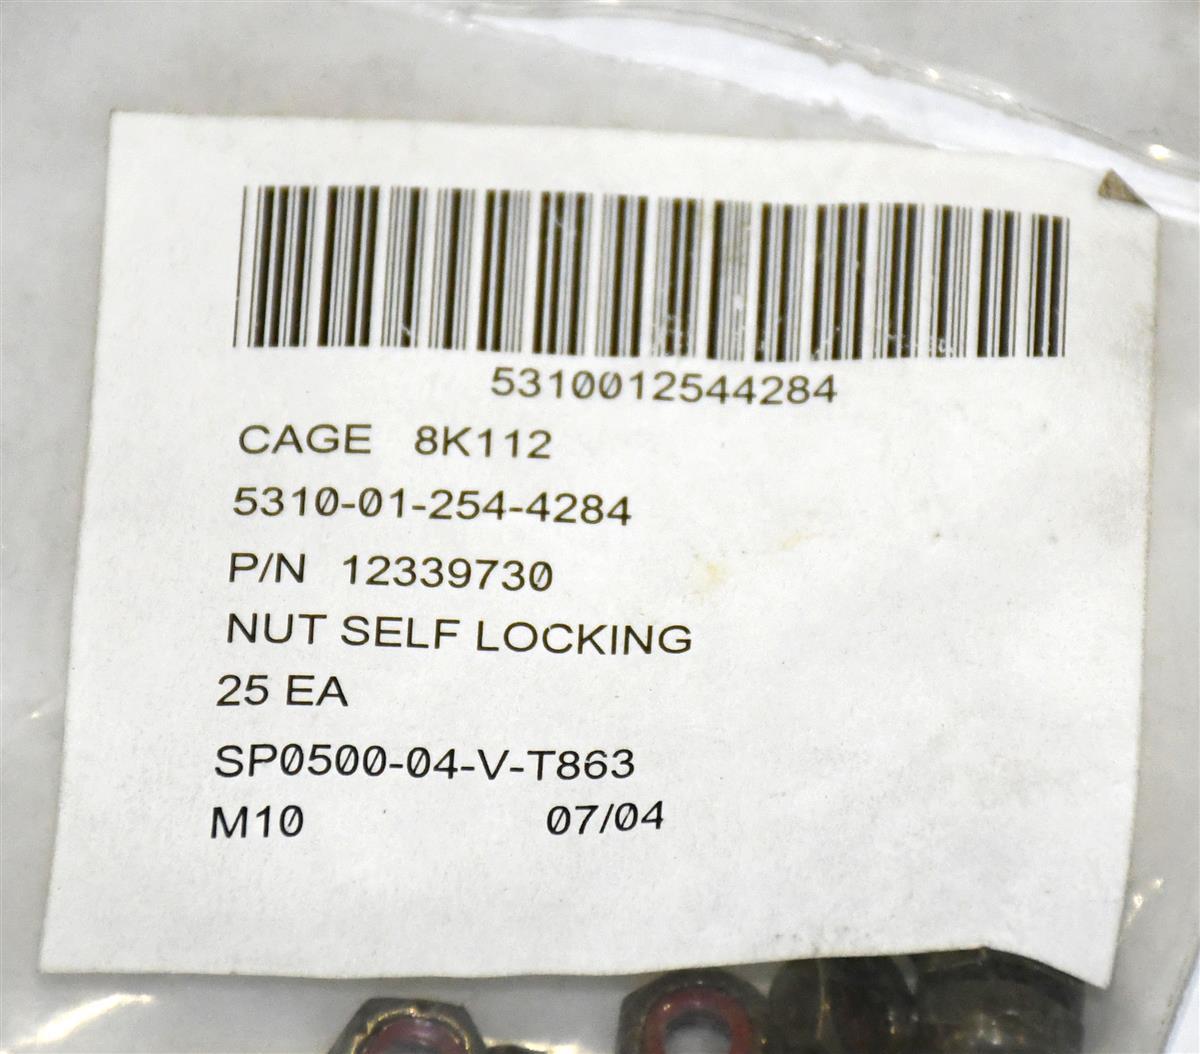 5310012544284
CAGE 8K112
5310-01-254-4284
P/N 12339730
NUT SELF LOCKING
25 EA
SP0500-04-V-T863
M10 07/04